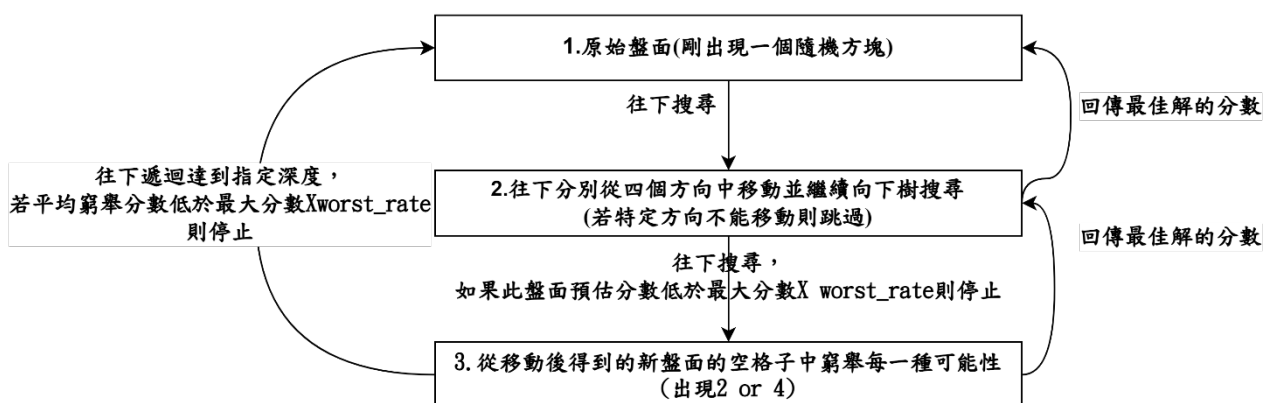 1.原始盤面(剛出現一個隨機方塊)
往下搜尋
回傳最佳解的分數
往下遞迴達到指定深度，
若平均窮舉分數低於最大分數Xworst_rate
則停止
2.往下分別從四個方向中移動並繼續向下樹搜尋
(若特定方向不能移動則跳過)
回傳最佳解的分數
往下搜尋，
如果此盤面預估分數低於最大分數X worst_rate則停止
3.從移動後得到的新盤面的空格子中窮舉每一種可能性
(出現2 or 4)